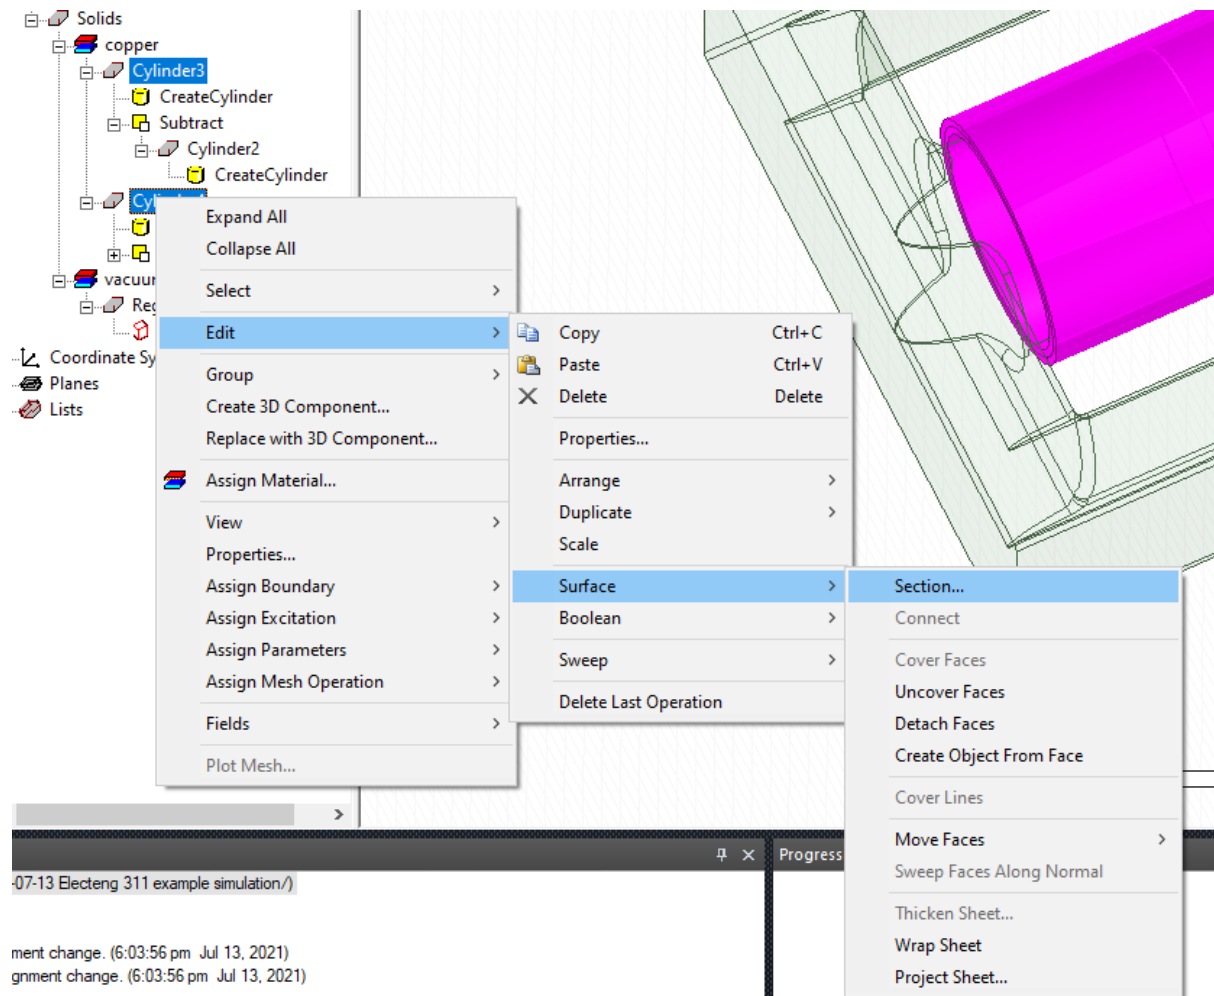 Solids
copper
Cylinder3
CreateCylinder
Subtract
Cylinder2
CreateCylinder
Expand All
Collapse All
Select
Edit
Group
Create 3D Component...
Replace with 3D Component...
Assign Material...
View
Properties...
Assign Boundary
Assign Excitation
Assign Parameters
Assign Mesh Operation
Fields
Plot Mesh...
Coordinate Sy
Planes
Lists
Copy Ctrl+C
Paste Ctrl+V
Delete Delete
Properties...
Arrange
Duplicate
Scale
Surface
Boolean
Sweep
Delete Last Operation
Section...
Connect
Cover Faces
Uncover Faces
Detach Faces
Create Object From Face
Cover Lines
Move Faces
Sweep Faces Along Normal
Thicken Sheet...
Wrap Sheet
Project Sheet...
Progress
-07-13 Electeng 311 example simulation/)
ment change. (6:03:56 pm Jul 13, 2021)
gnment change. (6:03:56 pm Jul 13, 2021)